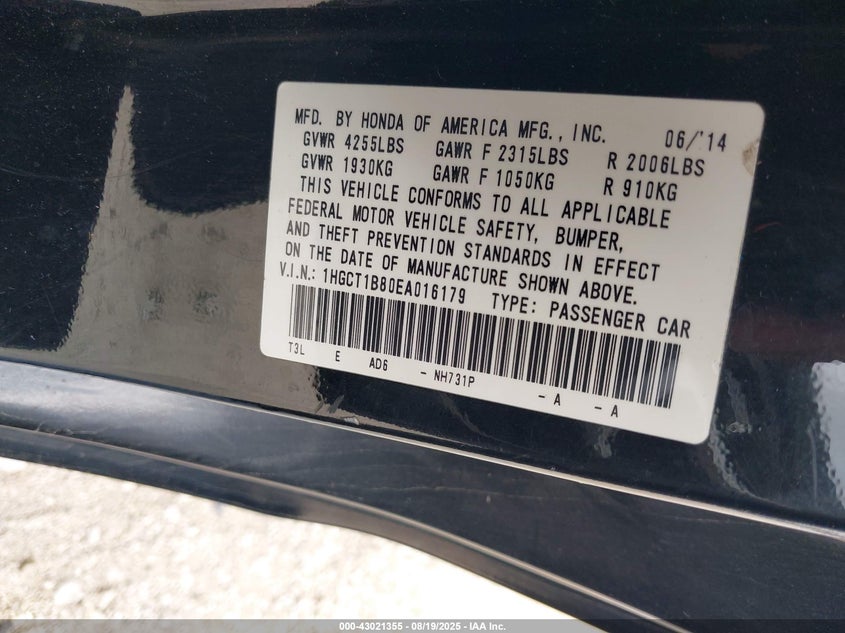 MFD. BY HONDA OF AMERICA MFG., INC. 06/'14
GVWR 4255LBS GAWR F 2315LBS R 2006LBS
GVWR 1930KG GAWR F 1050KG R 910KG
THIS VEHICLE CONFORMS TO ALL APPLICABLE
FEDERAL MOTOR VEHICLE SAFETY, BUMPER,
AND THEFT PREVENTION STANDARDS IN EFFECT
ON THE DATE OF MANUFACTURE SHOWN ABOVE.
V.I.N.: 1HGCT1B80EA016179 TYPE: PASSENGER CAR
T3L E AD6 - NH731P - A - A
000-43021355 - 08/19/2025 - IAA Inc.